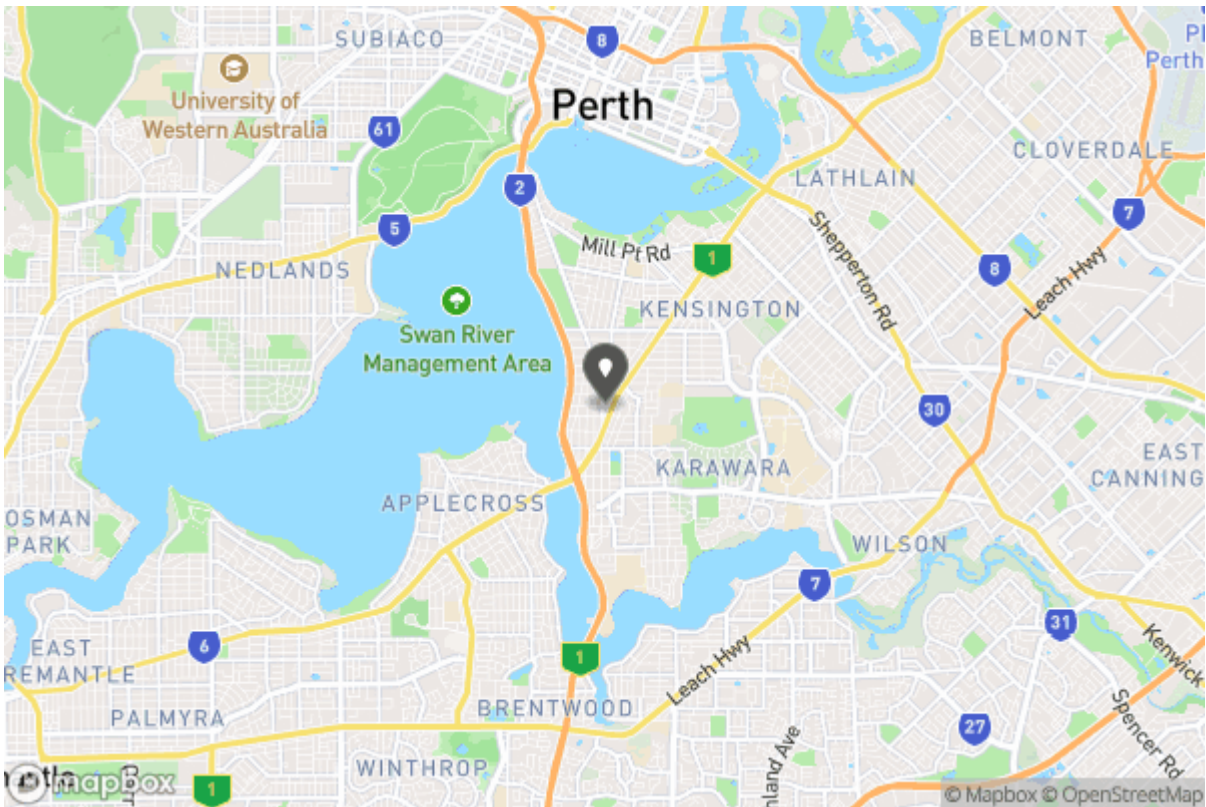 SUBIACO
8
BELMONT
Perth
University of
Western Australia
61
Perth
CLOVERDALE
2
LATHLAIN
7
5
Mill Pt Rd
1
Shepperton Rd
NEDLANDS
8
Leach Hwy
KENSINGTON
Swan River
Management Area
30
KARAWARA
EAST
CANNING
APPLECROSS
OSMAN
PARK
WILSON
7
31
EAST
REMANTLE
6
1
Leach Hwy
Kenwick
PALMYRA
BRENTWOOD
27
Spencer Rd
WINTHROP
1
mapbox
© Mapbox © OpenStreetMap